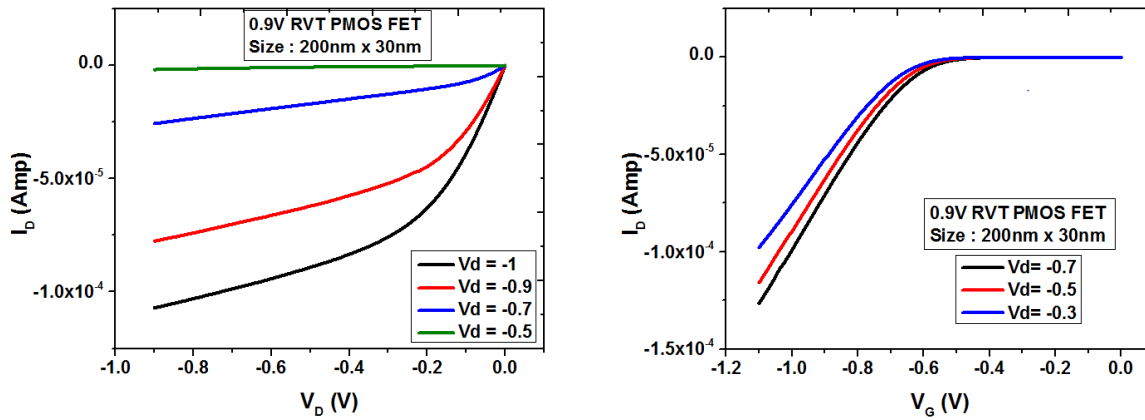 0.9V RVT PMOS FET
Size : 200nm x 30nm
0.0
-5.0x10-5
-1.0x10-4
I_D (Amp)
Vd = -1
Vd = -0.9
Vd = -0.7
Vd = -0.5
-1.0
-0.8
-0.6
-0.4
-0.2
0.0
V_D (V)
0.0
-5.0x10-5
-1.0x10-4
-1.5x10-4
I_D (Amp)
0.9V RVT PMOS FET
Size : 200nm x 30nm
Vd= -0.7
Vd= -0.5
Vd= -0.3
-1.2
-1.0
-0.8
-0.6
-0.4
-0.2
0.0
V_G (V)